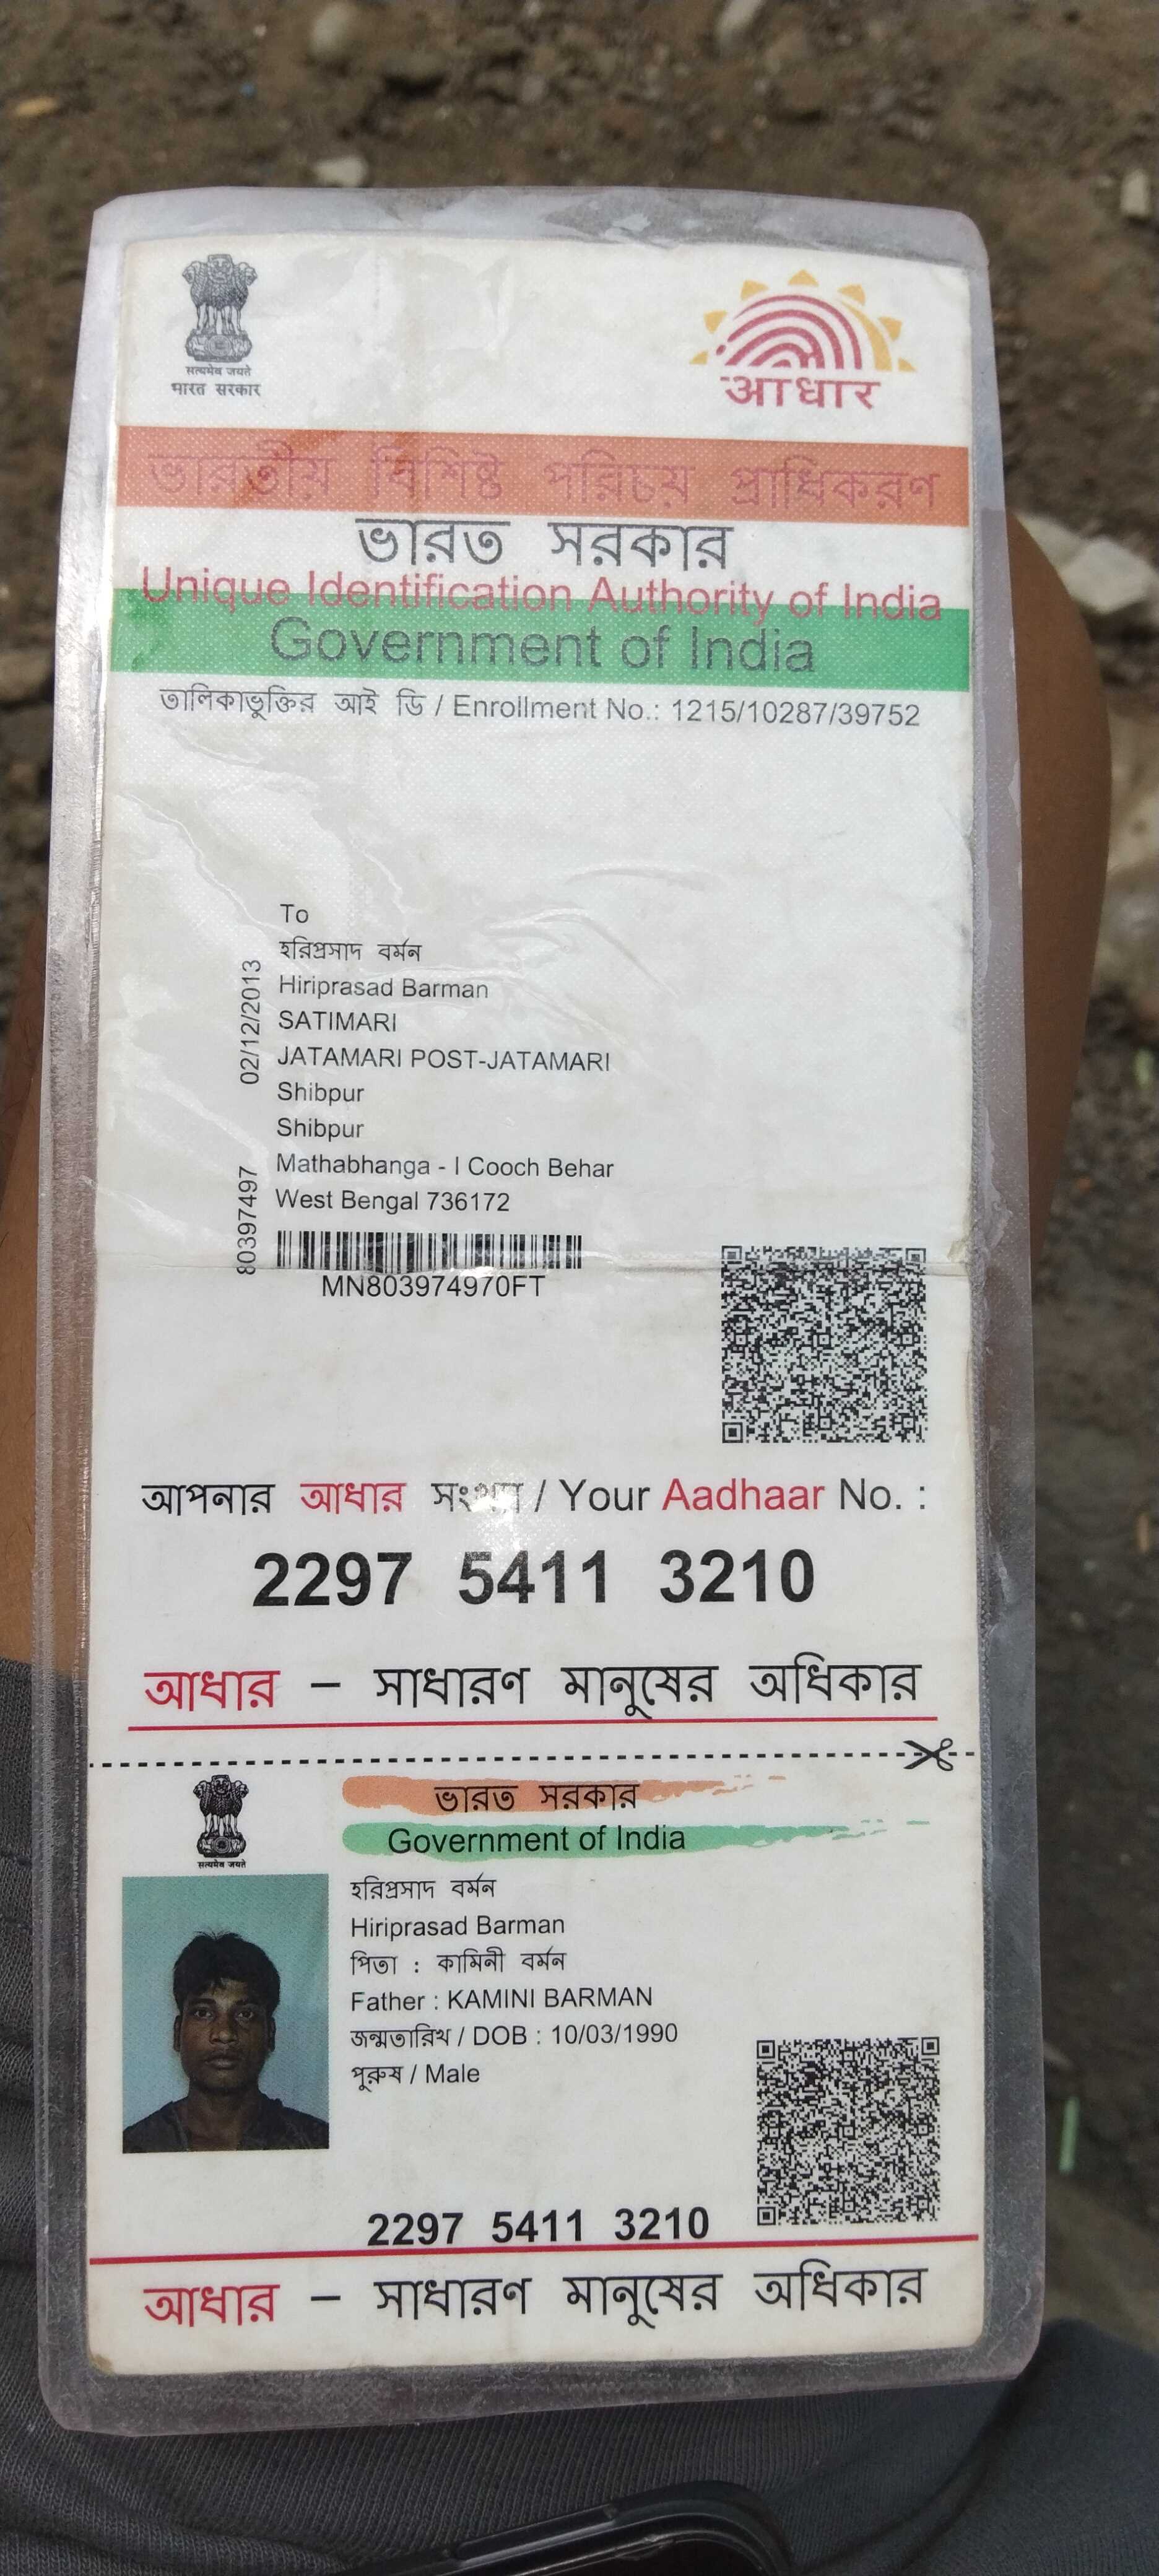 सत्यमेव जयते
भारत सरकार
आधार
ভারতীয় বিশিষ্ট পরিচয় প্রাধিকরণ
ভারত সরকার
Unique Identification Authority of India
Government of India
তালিকাভুক্তির আই ডি / Enrollment No.: 1215/10287/39752
To
হরিপ্রসাদ বর্মন
Hiriprasad Barman
SATIMARI
JATAMARI POST-JATAMARI
Shibpur
Shibpur
Mathabhanga - I Cooch Behar
West Bengal 736172
02/12/2013
80397497
MN803974970FT
আপনার আধার সংখ্যা / Your Aadhaar No. :
2297 5411 3210
আধার – সাধারণ মানুষের অধিকার
सत्यमेव जयते
ভারত সরকার
Government of India
হরিপ্রসাদ বর্মন
Hiriprasad Barman
পিতা : কামিনী বর্মন
Father : KAMINI BARMAN
জন্মতারিখ / DOB : 10/03/1990
পুরুষ / Male
2297 5411 3210
আধার – সাধারণ মানুষের অধিকার